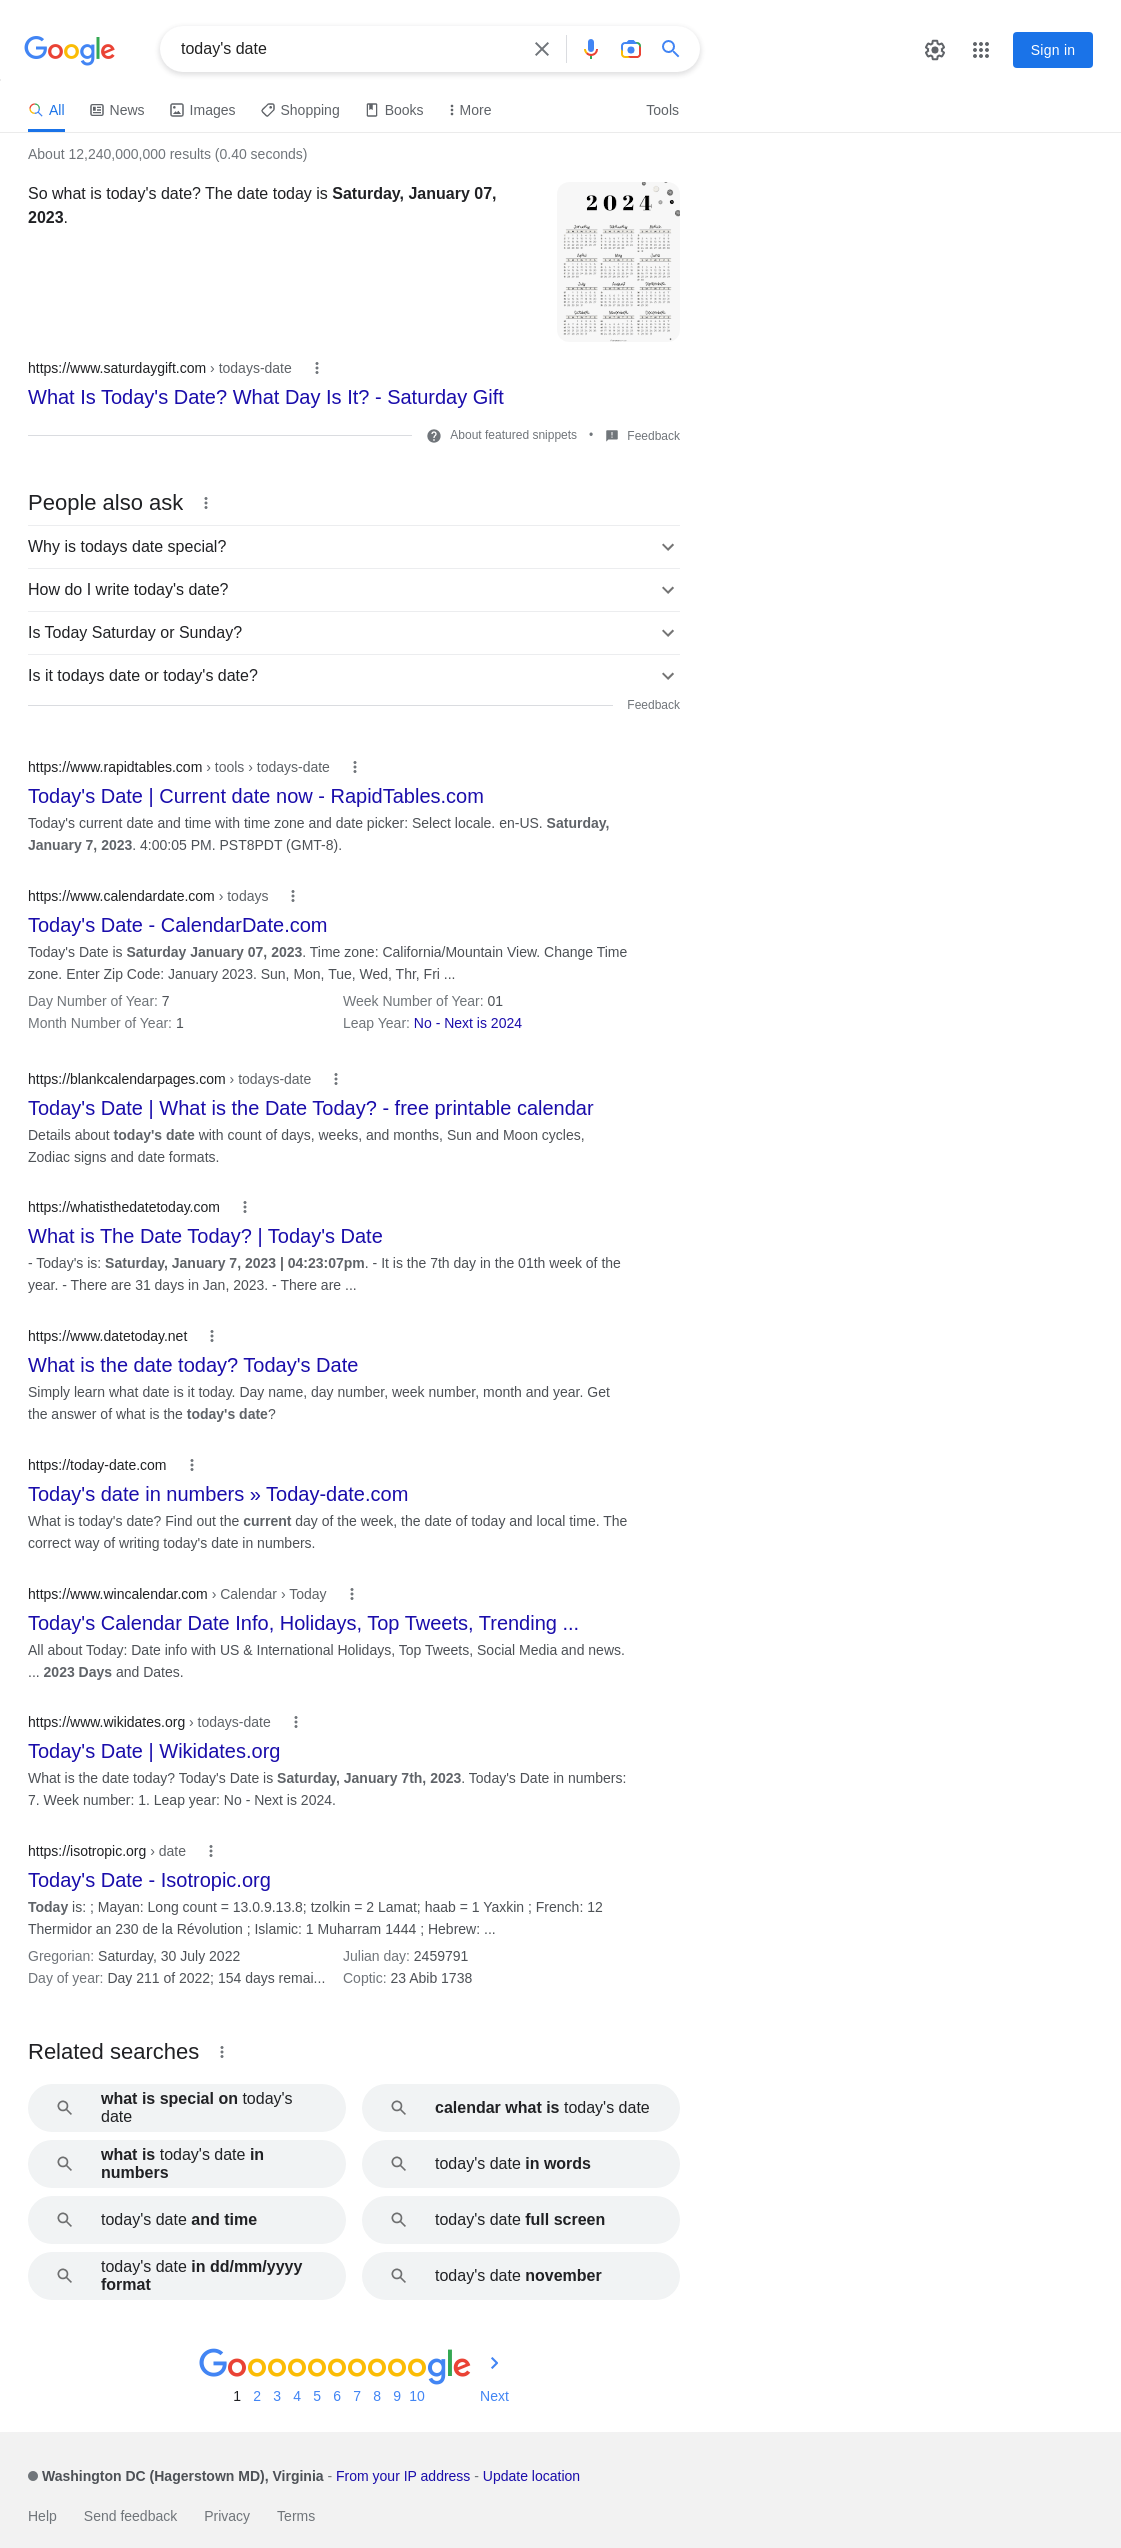 Google
today's date
Sign in
All
News
Images
Shopping
Books
More
Tools
About 12,240,000,000 results (0.40 seconds)
So what is today's date? The date today is Saturday, January 07,
2023.
2024
https://www.saturdaygift.com › todays-date
What Is Today's Date? What Day Is It? - Saturday Gift
About featured snippets • Feedback
People also ask
Why is todays date special?
How do I write today's date?
Is Today Saturday or Sunday?
Is it todays date or today's date?
Feedback
https://www.rapidtables.com › tools › todays-date
Today's Date | Current date now - RapidTables.com
Today's current date and time with time zone and date picker: Select locale. en-US. Saturday,
January 7, 2023. 4:00:05 PM. PST8PDT (GMT-8).
https://www.calendardate.com › todays
Today's Date - CalendarDate.com
Today's Date is Saturday January 07, 2023. Time zone: California/Mountain View. Change Time
zone. Enter Zip Code: January 2023. Sun, Mon, Tue, Wed, Thr, Fri ...
Day Number of Year: 7
Week Number of Year: 01
Month Number of Year: 1
Leap Year: No - Next is 2024
https://blankcalendarpages.com › todays-date
Today's Date | What is the Date Today? - free printable calendar
Details about today's date with count of days, weeks, and months, Sun and Moon cycles,
Zodiac signs and date formats.
https://whatisthedatetoday.com
What is The Date Today? | Today's Date
- Today's is: Saturday, January 7, 2023 | 04:23:07pm. - It is the 7th day in the 01th week of the
year. - There are 31 days in Jan, 2023. - There are ...
https://www.datetoday.net
What is the date today? Today's Date
Simply learn what date is it today. Day name, day number, week number, month and year. Get
the answer of what is the today's date?
https://today-date.com
Today's date in numbers » Today-date.com
What is today's date? Find out the current day of the week, the date of today and local time. The
correct way of writing today's date in numbers.
https://www.wincalendar.com › Calendar › Today
Today's Calendar Date Info, Holidays, Top Tweets, Trending ...
All about Today: Date info with US & International Holidays, Top Tweets, Social Media and news.
... 2023 Days and Dates.
https://www.wikidates.org › todays-date
Today's Date | Wikidates.org
What is the date today? Today's Date is Saturday, January 7th, 2023. Today's Date in numbers:
7. Week number: 1. Leap year: No - Next is 2024.
https://isotropic.org › date
Today's Date - Isotropic.org
Today is: ; Mayan: Long count = 13.0.9.13.8; tzolkin = 2 Lamat; haab = 1 Yaxkin ; French: 12
Thermidor an 230 de la Révolution ; Islamic: 1 Muharram 1444 ; Hebrew: ...
Gregorian: Saturday, 30 July 2022
Julian day: 2459791
Day of year: Day 211 of 2022; 154 days remai...
Coptic: 23 Abib 1738
Related searches
what is special on today's
date
calendar what is today's date
what is today's date in
numbers
today's date in words
today's date and time
today's date full screen
today's date in dd/mm/yyyy
format
today's date november
Goooooooooogle
1 2 3 4 5 6 7 8 9 10 Next
Washington DC (Hagerstown MD), Virginia - From your IP address - Update location
Help Send feedback Privacy Terms